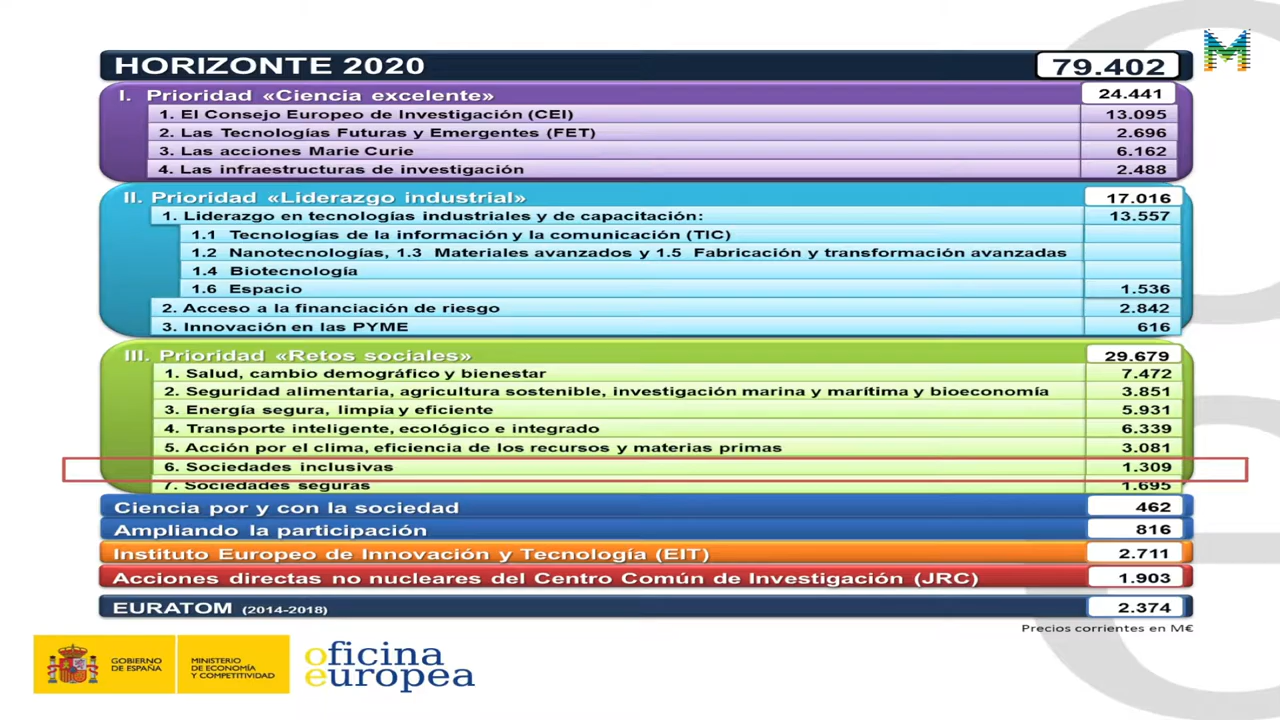 HORIZONTE 2020 79.402
I. Prioridad «Ciencia excelente» 24.441
1. El Consejo Europeo de Investigación (CEI) 13.095
2. Las Tecnologías Futuras y Emergentes (FET) 2.696
3. Las acciones Marie Curie 6.162
4. Las infraestructuras de investigación 2.488
II. Prioridad «Liderazgo industrial» 17.016
1. Liderazgo en tecnologías industriales y de capacitación: 13.557
1.1 Tecnologías de la información y la comunicación (TIC)
1.2 Nanotecnologías, 1.3 Materiales avanzados y 1.5 Fabricación y transformación avanzadas
1.4 Biotecnología
1.6 Espacio 1.536
2. Acceso a la financiación de riesgo 2.842
3. Innovación en las PYME 616
III. Prioridad «Retos sociales» 29.679
1. Salud, cambio demográfico y bienestar 7.472
2. Seguridad alimentaria, agricultura sostenible, investigación marina y marítima y bioeconomía 3.851
3. Energía segura, limpia y eficiente 5.931
4. Transporte inteligente, ecológico e integrado 6.339
5. Acción por el clima, eficiencia de los recursos y materias primas 3.081
6. Sociedades inclusivas 1.309
7. Sociedades seguras 1.695
Ciencia por y con la sociedad 462
Ampliando la participación 816
Instituto Europeo de Innovación y Tecnología (EIT) 2.711
Acciones directas no nucleares del Centro Común de Investigación (JRC) 1.903
EURATOM (2014-2018) 2.374
Precios corrientes en M€
GOBIERNO
DE ESPAÑA
MINISTERIO
DE ECONOMÍA
Y COMPETITIVIDAD
oficina
europea
M